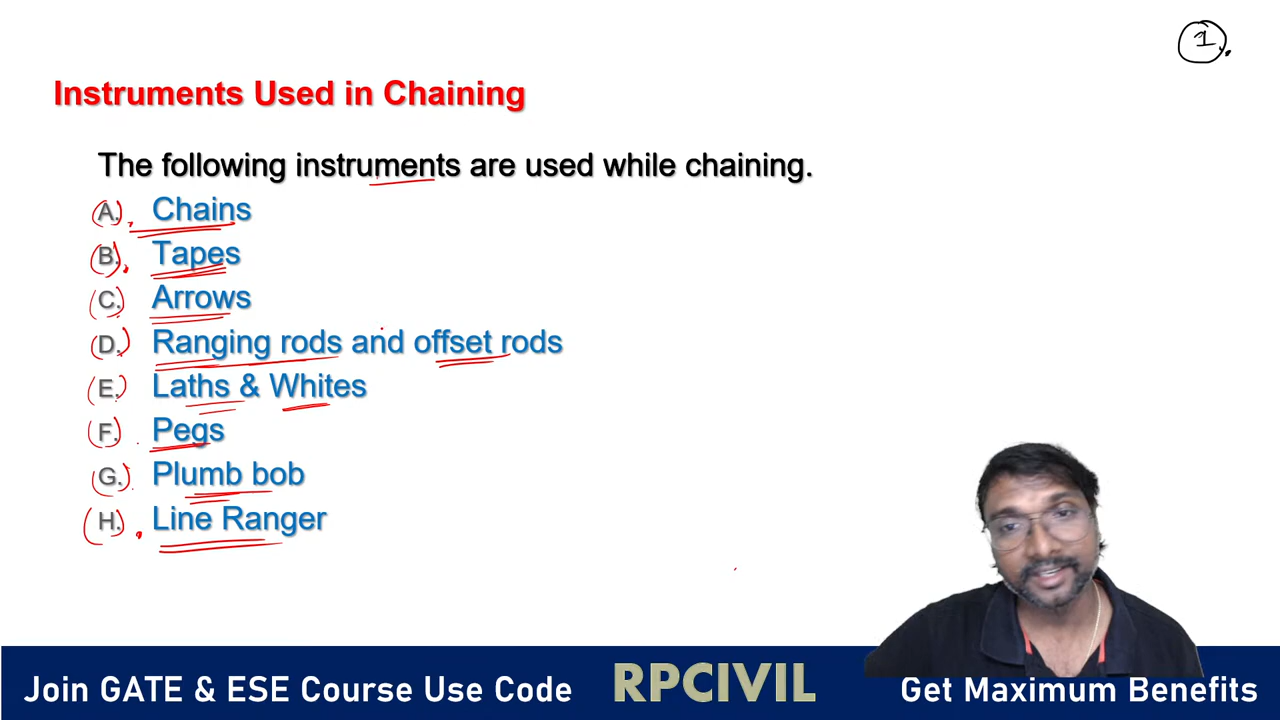 1.
Instruments Used in Chaining
The following instruments are used while chaining.
A. Chains
B. Tapes
C. Arrows
D. Ranging rods and offset rods
E. Laths & Whites
F. Pegs
G. Plumb bob
H. Line Ranger
Join GATE & ESE Course Use Code RPCIVIL Get Maximum Benefits